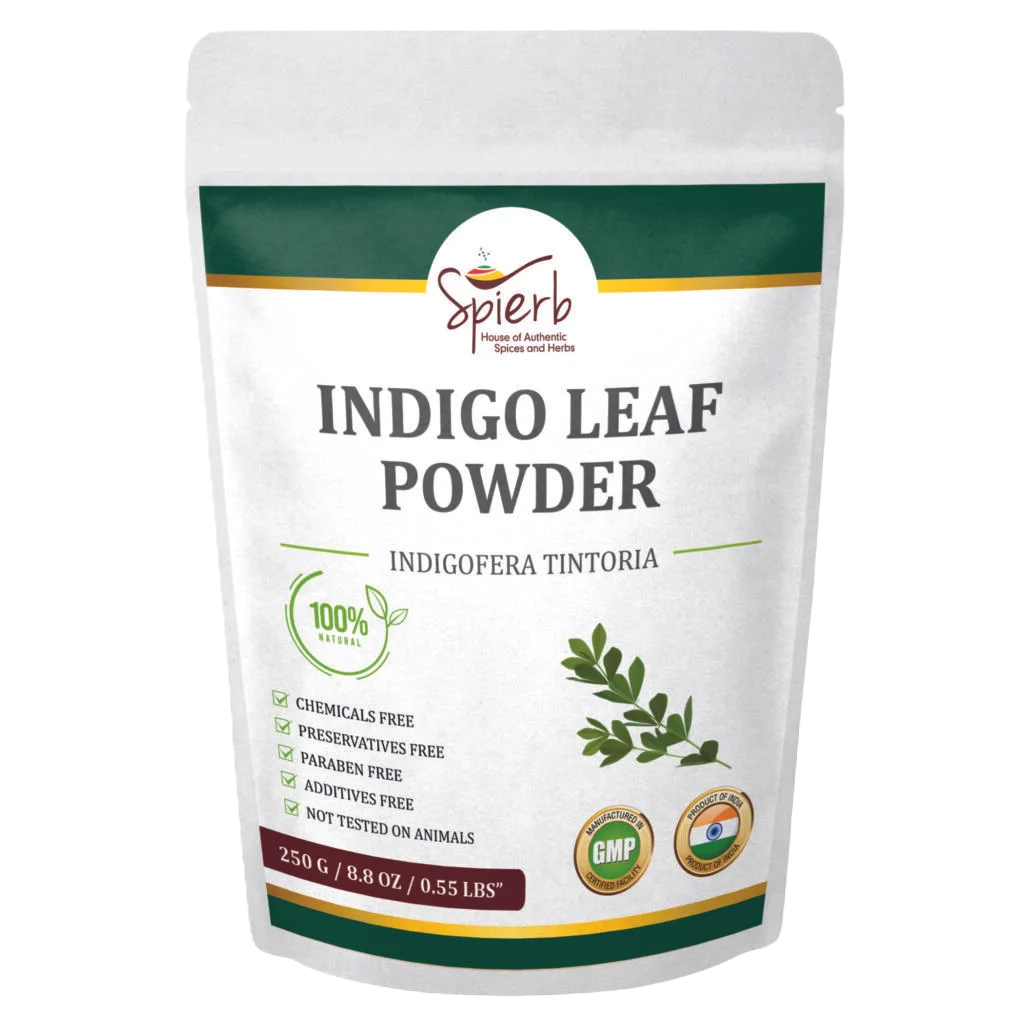 Spierb
House of Authentic
Spices and Herbs
INDIGO LEAF
POWDER
INDIGOFERA TINTORIA
100%
NATURAL
CHEMICALS FREE
PRESERVATIVES FREE
PARABEN FREE
ADDITIVES FREE
NOT TESTED ON ANIMALS
MANUFACTURED IN
GMP
CERTIFIED FACILITY
PRODUCT OF INDIA
PRODUCT OF INDIA
250 G / 8.8 OZ / 0.55 LBS”